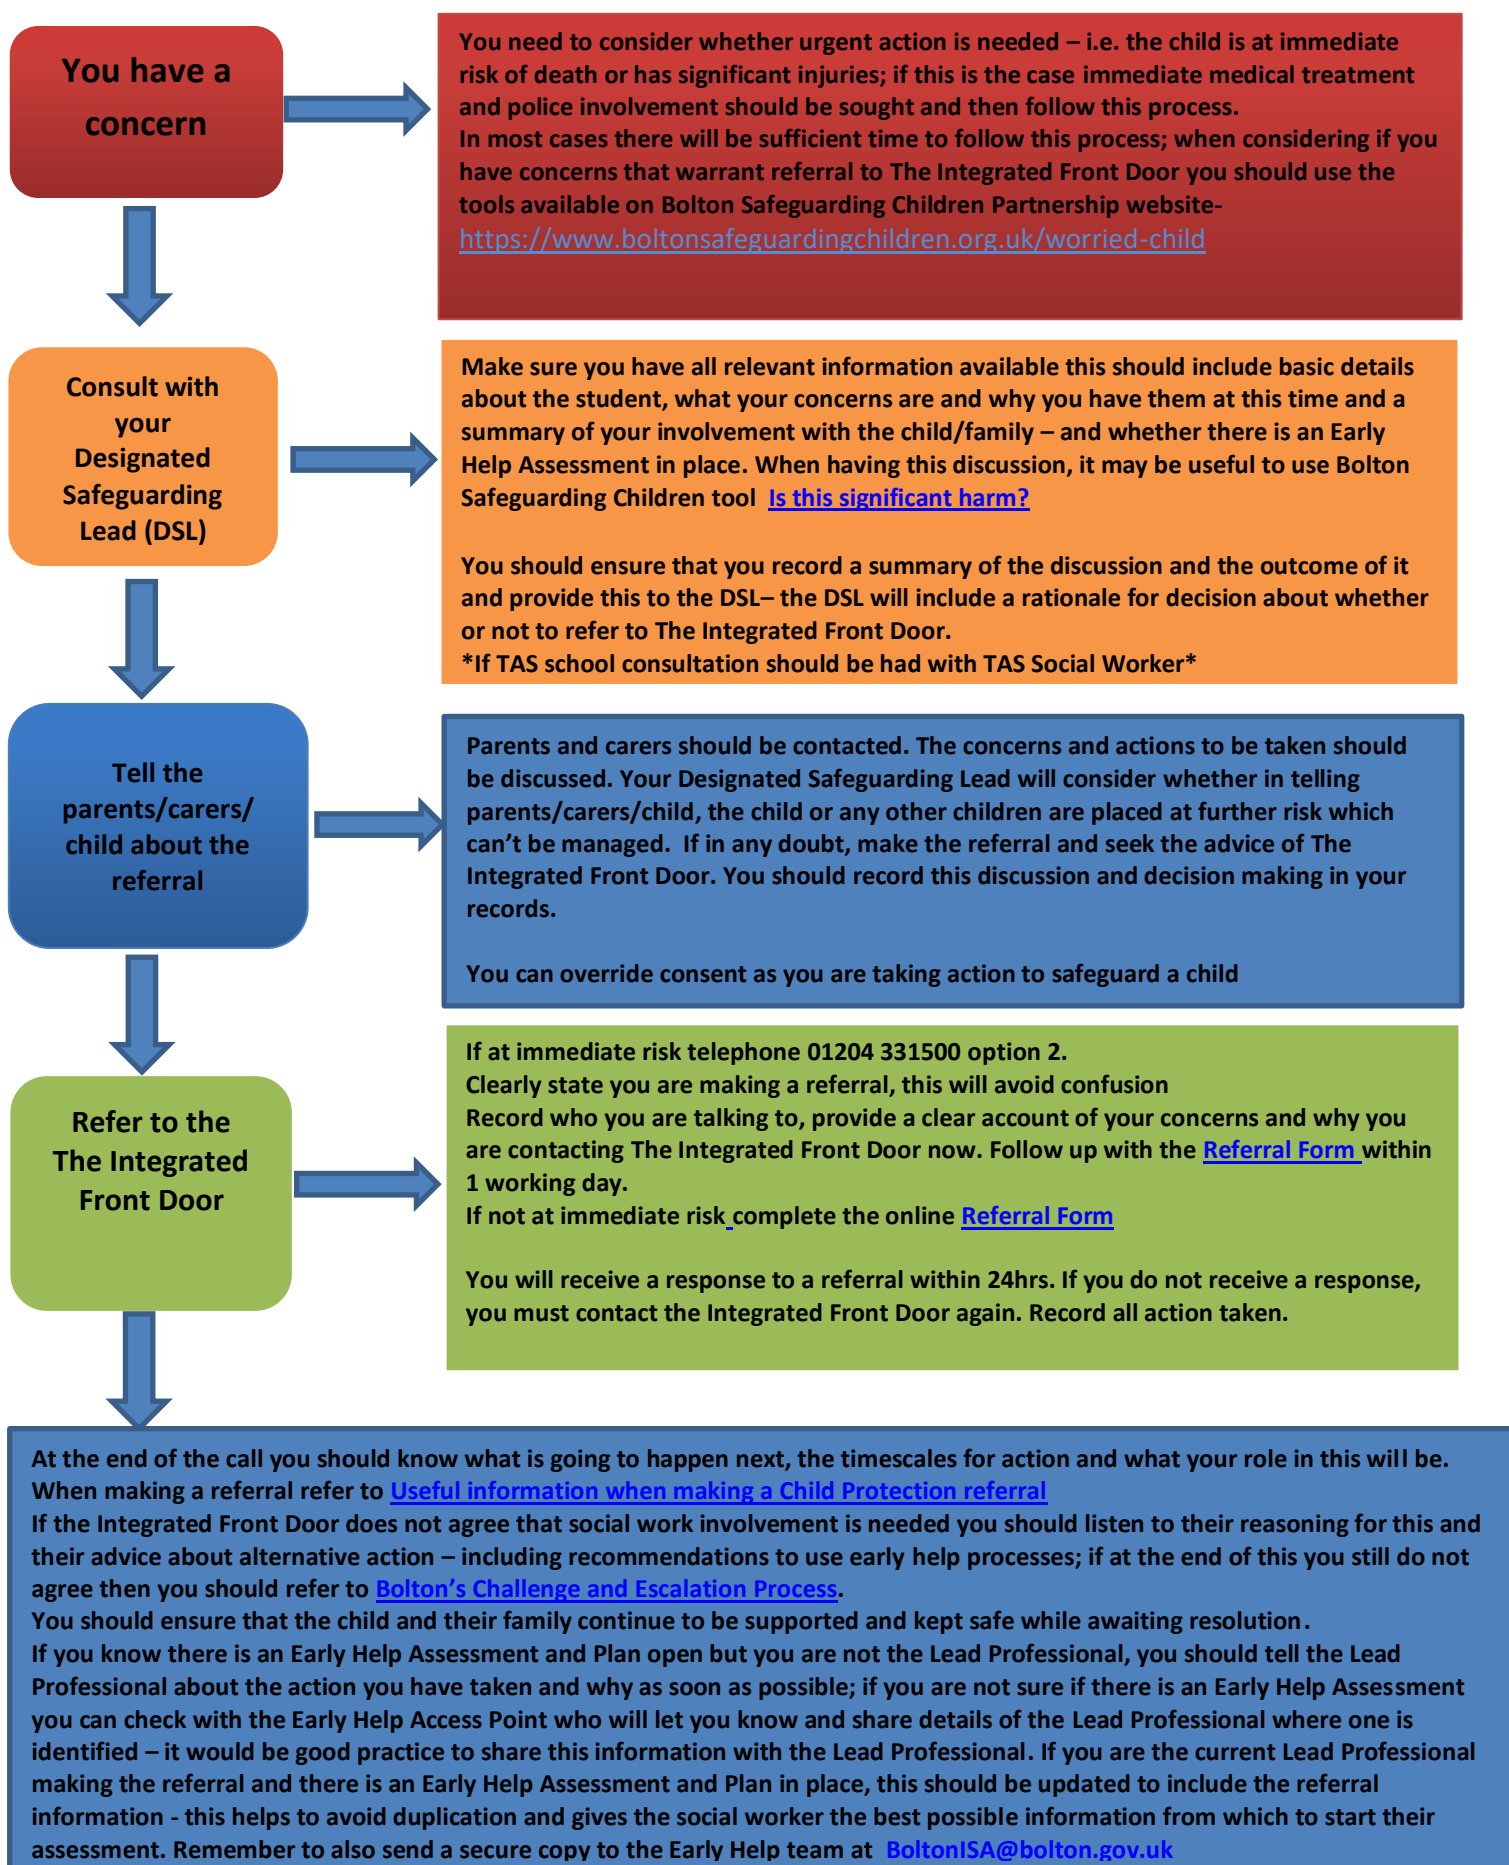 You have a
concern
You need to consider whether urgent action is needed – i.e. the child is at immediate
risk of death or has significant injuries; if this is the case immediate medical treatment
and police involvement should be sought and then follow this process.
In most cases there will be sufficient time to follow this process; when considering if you
have concerns that warrant referral to The Integrated Front Door you should use the
tools available on Bolton Safeguarding Children Partnership website-
https://www.boltonsafeguardingchildren.org.uk/worried-child
Consult with
your
Designated
Safeguarding
Lead (DSL)
Make sure you have all relevant information available this should include basic details
about the student, what your concerns are and why you have them at this time and a
summary of your involvement with the child/family – and whether there is an Early
Help Assessment in place. When having this discussion, it may be useful to use Bolton
Safeguarding Children tool  Is this significant harm?
You should ensure that you record a summary of the discussion and the outcome of it
and provide this to the DSL– the DSL will include a rationale for decision about whether
or not to refer to The Integrated Front Door.
*If TAS school consultation should be had with TAS Social Worker*
Tell the
parents/carers/
child about the
referral
Parents and carers should be contacted. The concerns and actions to be taken should
be discussed. Your Designated Safeguarding Lead will consider whether in telling
parents/carers/child, the child or any other children are placed at further risk which
can't be managed.  If in any doubt, make the referral and seek the advice of The
Integrated Front Door. You should record this discussion and decision making in your
records.
You can override consent as you are taking action to safeguard a child
Refer to the
The Integrated
Front Door
If at immediate risk telephone 01204 331500 option 2.
Clearly state you are making a referral, this will avoid confusion
Record who you are talking to, provide a clear account of your concerns and why you
are contacting The Integrated Front Door now. Follow up with the Referral Form within
1 working day.
If not at immediate risk complete the online Referral Form
You will receive a response to a referral within 24hrs. If you do not receive a response,
you must contact the Integrated Front Door again. Record all action taken.
At the end of the call you should know what is going to happen next, the timescales for action and what your role in this will be.
When making a referral refer to Useful information when making a Child Protection referral
If the Integrated Front Door does not agree that social work involvement is needed you should listen to their reasoning for this and
their advice about alternative action – including recommendations to use early help processes; if at the end of this you still do not
agree then you should refer to Bolton's Challenge and Escalation Process.
You should ensure that the child and their family continue to be supported and kept safe while awaiting resolution.
If you know there is an Early Help Assessment and Plan open but you are not the Lead Professional, you should tell the Lead
Professional about the action you have taken and why as soon as possible; if you are not sure if there is an Early Help Assessment
you can check with the Early Help Access Point who will let you know and share details of the Lead Professional where one is
identified – it would be good practice to share this information with the Lead Professional. If you are the current Lead Professional
making the referral and there is an Early Help Assessment and Plan in place, this should be updated to include the referral
information - this helps to avoid duplication and gives the social worker the best possible information from which to start their
assessment. Remember to also send a secure copy to the Early Help team at  BoltonISA@bolton.gov.uk